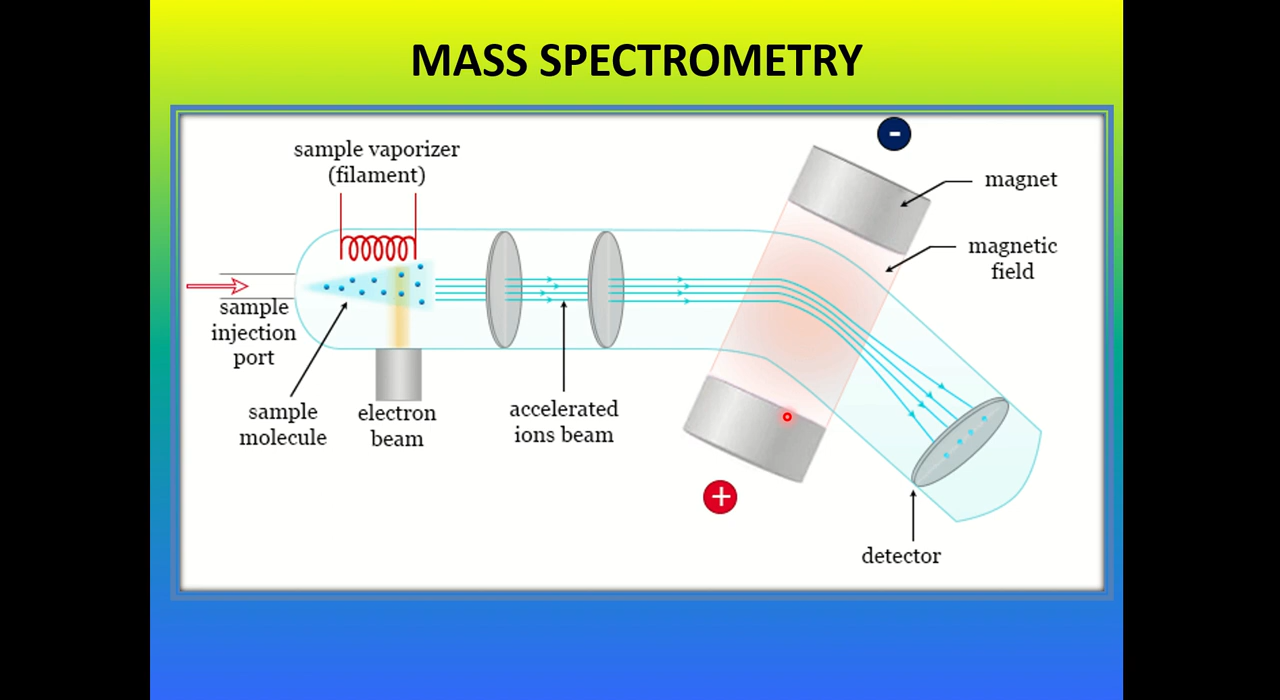 MASS SPECTROMETRY
sample vaporizer
(filament)
-
magnet
magnetic
field
sample
injection
port
sample
molecule
electron
beam
accelerated
ions beam
+
detector